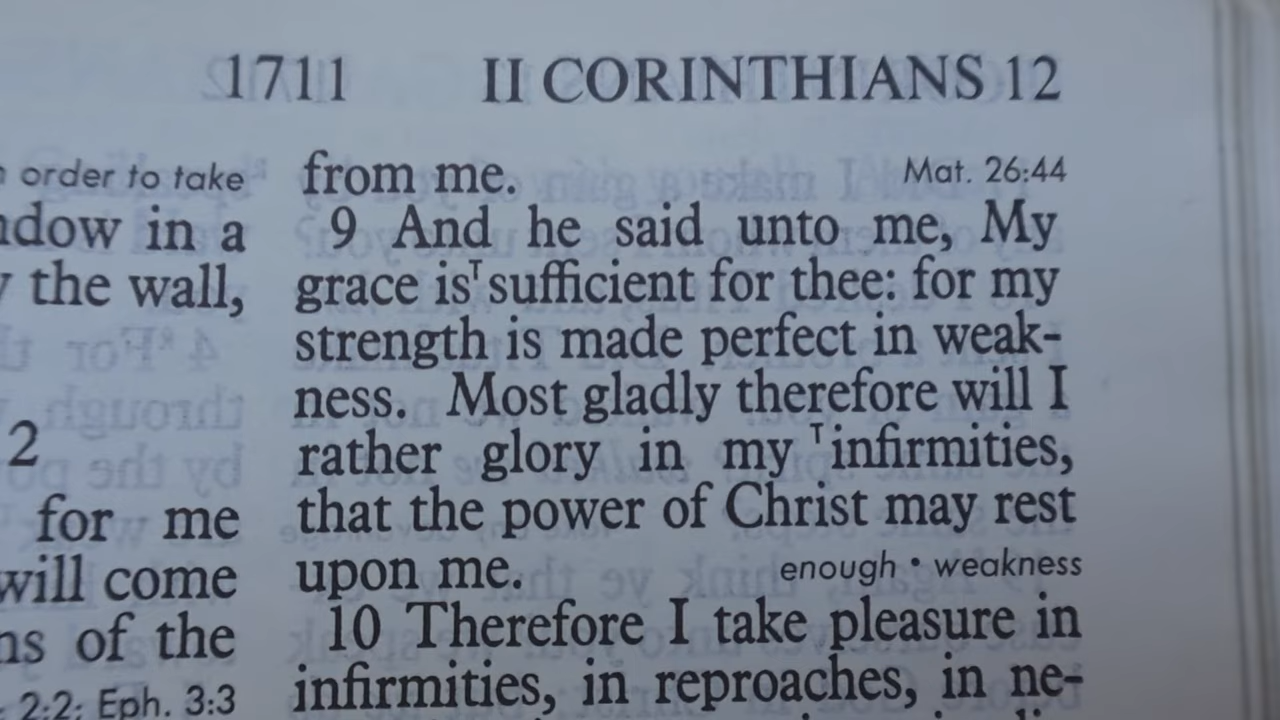 1711 II CORINTHIANS 12
order to take
in a
the wall,
2
for me
will come
of the
2:2; Eph. 3:3
from me. Mat. 26:44
9 And he said unto me, My
grace is ᵀsufficient for thee: for my
strength is made perfect in weak-
ness. Most gladly therefore will I
rather glory in my ᵀinfirmities,
that the power of Christ may rest
upon me. enough • weakness
10 Therefore I take pleasure in
infirmities, in reproaches, in ne-